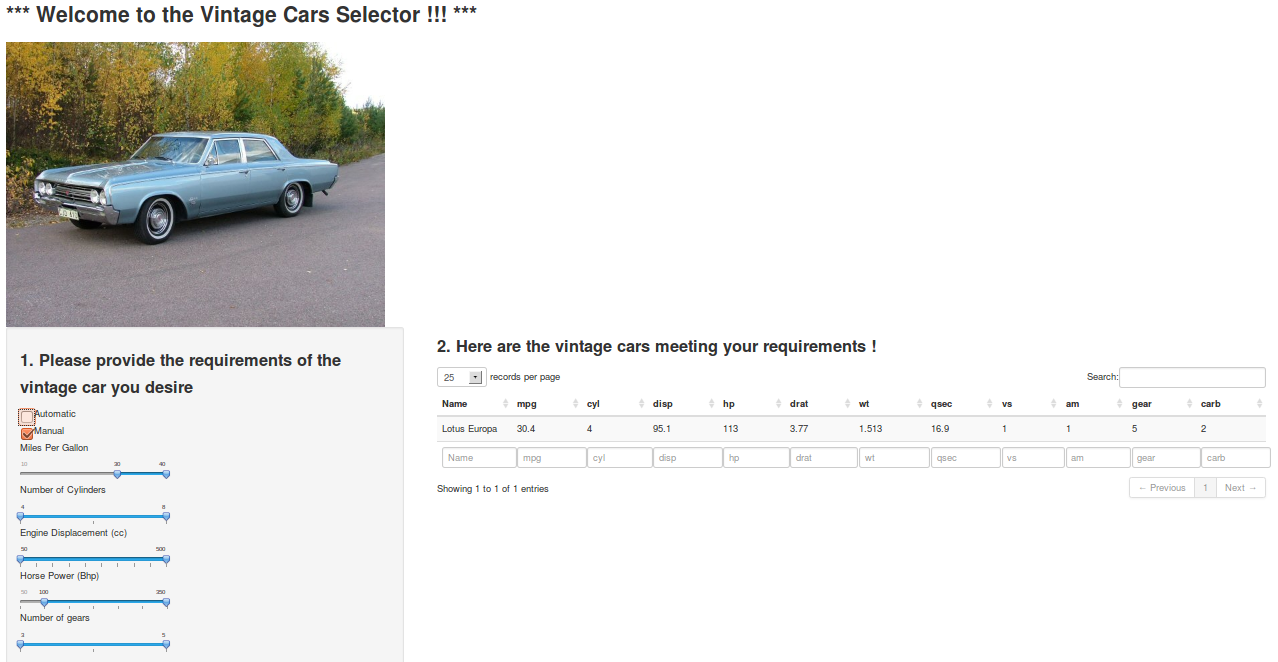 *** Welcome to the Vintage Cars Selector !!! ***
1. Please provide the requirements of the
vintage car you desire
Automatic
Manual
Miles Per Gallon
10 30 40
Number of Cylinders
4 8
Engine Displacement (cc)
50 500
Horse Power (Bhp)
50 100 350
Number of gears
3 5
2. Here are the vintage cars meeting your requirements !
25 records per page Search:
Name mpg cyl disp hp drat wt qsec vs am gear carb
Lotus Europa 30.4 4 95.1 113 3.77 1.513 16.9 1 1 5 2
Name mpg cyl disp hp drat wt qsec vs am gear carb
Showing 1 to 1 of 1 entries ← Previous 1 Next →